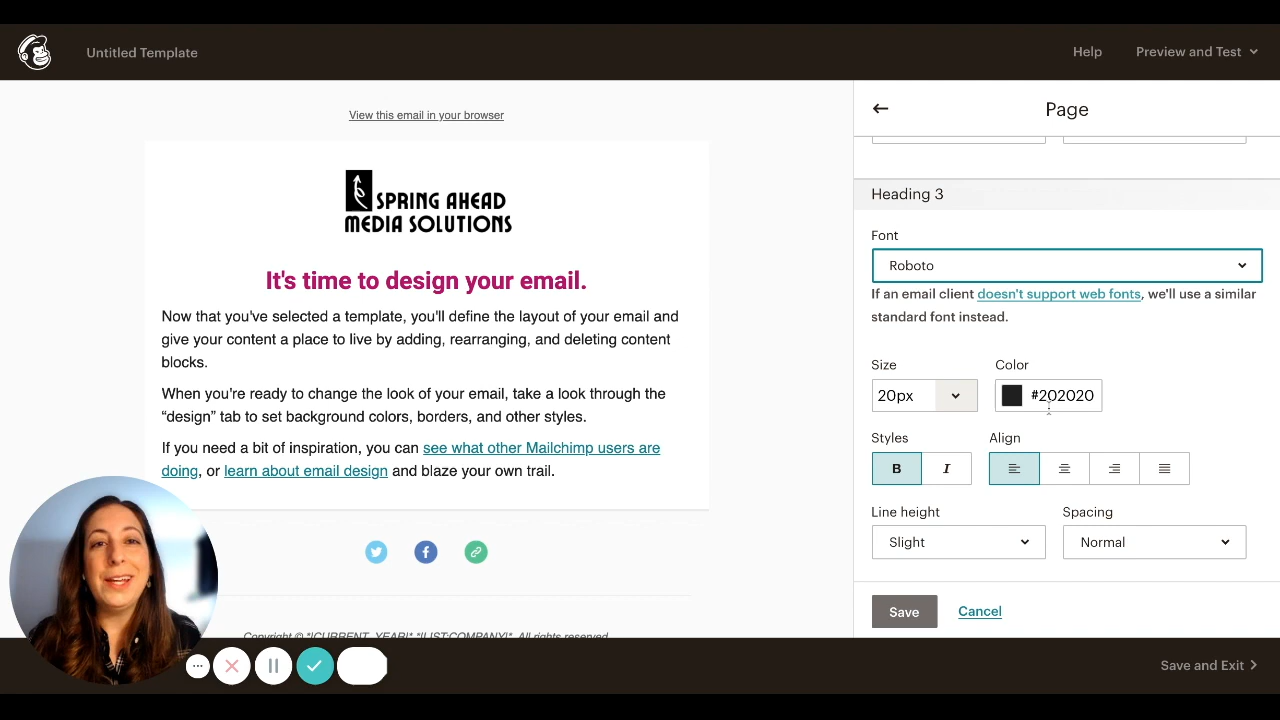 Untitled Template
Help
Preview and Test
View this email in your browser
SPRING AHEAD
MEDIA SOLUTIONS
It's time to design your email.
Now that you've selected a template, you'll define the layout of your email and
give your content a place to live by adding, rearranging, and deleting content
blocks.
When you're ready to change the look of your email, take a look through the
“design” tab to set background colors, borders, and other styles.
If you need a bit of inspiration, you can see what other Mailchimp users are
doing, or learn about email design and blaze your own trail.
Copyright © *|CURRENT_YEAR|* *|LIST:COMPANY|*, All rights reserved.
Page
Heading 3
Font
Roboto
If an email client doesn't support web fonts, we'll use a similar
standard font instead.
Size
Color
20px
#202020
Styles
Align
B
I
Line height
Spacing
Slight
Normal
Save
Cancel
Save and Exit